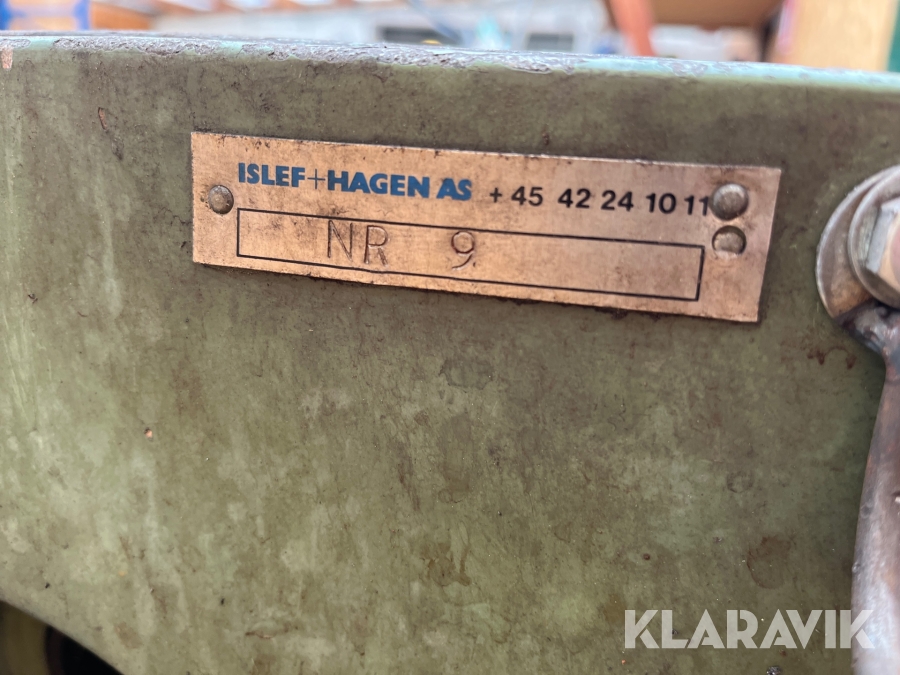 ISLEF+HAGEN AS + 45 42 24 10 11
NR 9
KLARAVIK